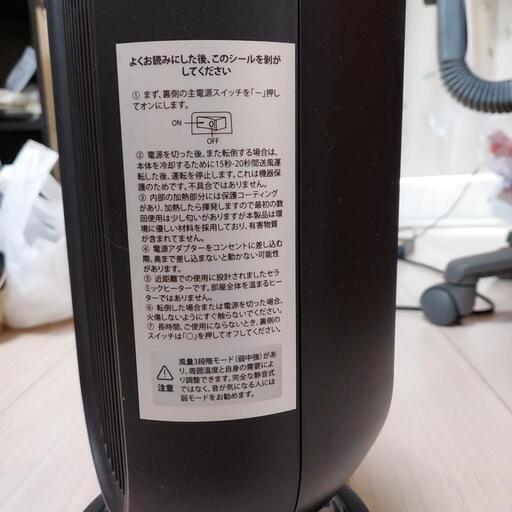 よくお読みにした後、このシールを剥が
してください
① まず、裏側の主電源スイッチを「ー」押し
てオンにします。
ON
OFF
② 電源を切った後、また転倒する場合は、
本体を冷却するために15秒-20秒間送風運
転した後、運転を停止します。これは機器保
護のためです。不具合ではありません。
③ 内部の加熱部分には保護コーティング
があり、加熱したら揮発しますので最初の数
回使用は少し匂いがありますが本製品は環
境に優しい材料を採用しており、有害物質
が含まれてません。
④ 電源アダプターをコンセントに差し込む
際、奥まで差し込まないと動かない可能性
があります。
⑤ 近距離での使用に設計されましたセラ
ミックヒーターです。部屋全体を温まるヒー
ターではありません。
⑥ 転倒した場合または電源を切った場合、
火傷しないようにすぐ触らないでください。
⑦ 長時間、ご使用にならないとき、裏側の
スイッチは「○」を押してオフしてください。
注意
風量3段階モード（弱中強）があ
り、周囲温度と自身の需要によ
り調整できます。完全な静音式
ではなく、音が気になる人には
弱モードをお勧めます。